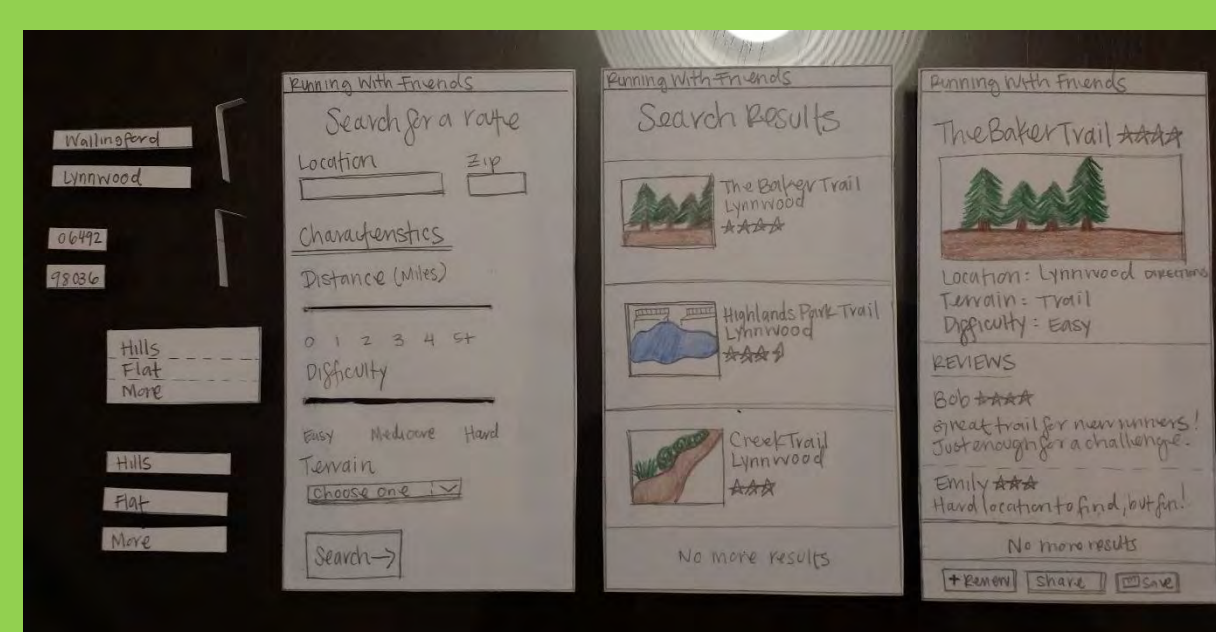 Wallingford
Lynnwood
06492
98036
Hills
Flat
More
Hills
Flat
More
Running With Friends
Search for a route
Location Zip
Characteristics
Distance (Miles)
0 1 2 3 4 5+
Difficulty
Easy Mediocre Hard
Terrain
Choose one
Search→
Running With Friends
Search Results
The Baker Trail
Lynnwood
Highlands Park Trail
Lynnwood
Creek Trail
Lynnwood
No more results
Running With Friends
The Baker Trail
Location: Lynnwood DIRECTIONS
Terrain: Trail
Difficulty: Easy
REVIEWS
Bob
Great trail for new runners!
Just enough for a challenge.
Emily
Hard location to find, but fun!
No more results
+ Review Share Save